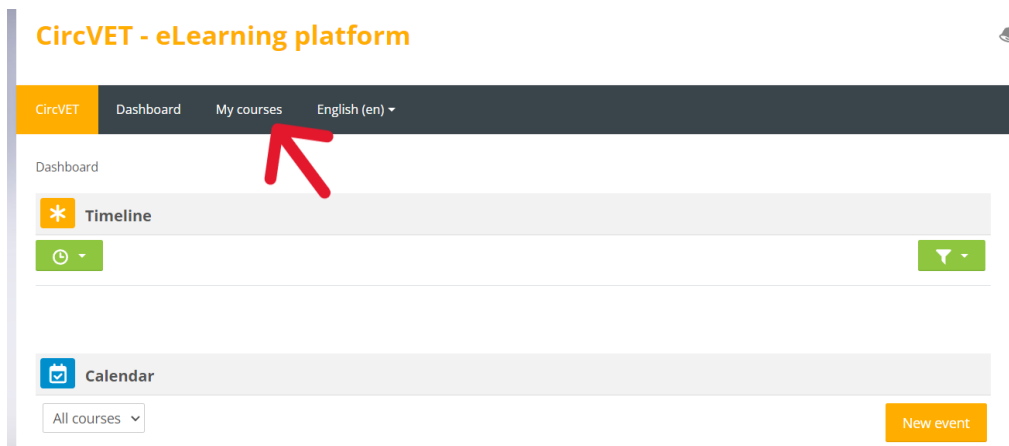 CircVET - eLearning platform
CircVET Dashboard My courses English (en)
Dashboard
Timeline
Calendar
All courses
New event